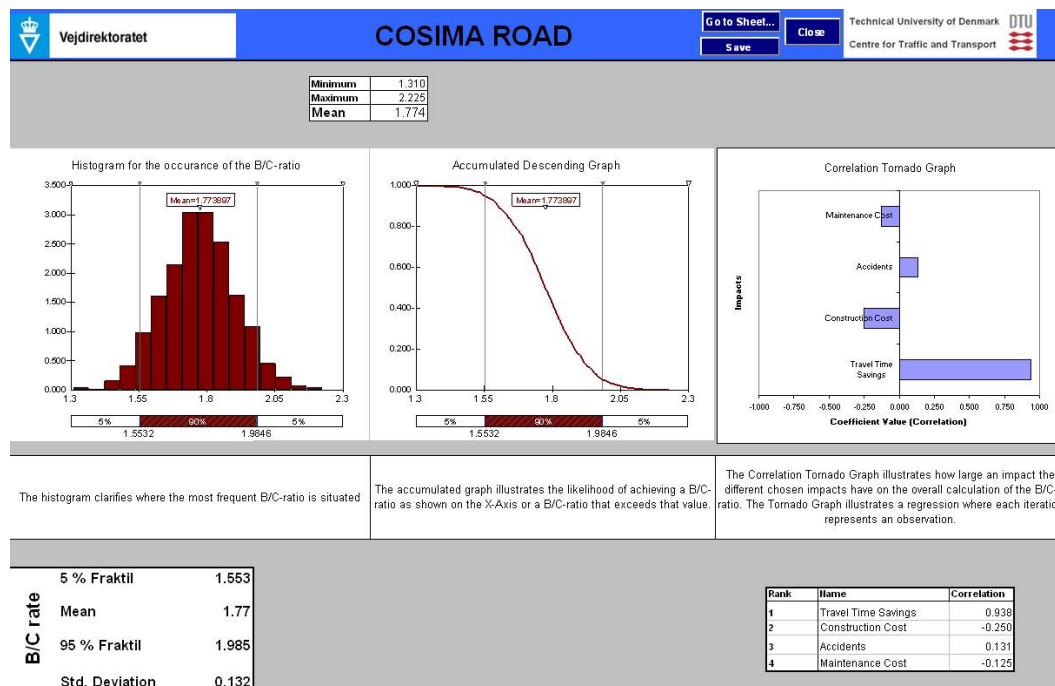 Vejdirektoratet
COSIMA ROAD
Go to Sheet...
Save
Close
Technical University of Denmark
Centre for Traffic and Transport
DTU
Minimum 1.310
Maximum 2.225
Mean 1.774
Histogram for the occurance of the B/C-ratio
Mean=1.773897
3.500
3.000
2.500
2.000
1.500
1.000
0.500
0.000
1.3 1.55 1.8 2.05 2.3
5% 90% 5%
1.5532 1.9846
Accumulated Descending Graph
Mean=1.773897
1.000
0.800
0.600
0.400
0.200
0.000
1.3 1.55 1.8 2.05 2.3
5% 90% 5%
1.5532 1.9846
Correlation Tornado Graph
Impacts
Maintenance Cost
Accidents
Construction Cost
Travel Time
Savings
-1.000 -0.750 -0.500 -0.250 0.000 0.250 0.500 0.750 1.000
Coefficient Value (Correlation)
The histogram clarifies where the most frequent B/C-ratio is situated
The accumulated graph illustrates the likelihood of achieving a B/C-
ratio as shown on the X-Axis or a B/C-ratio that exceeds that value.
The Correlation Tornado Graph illustrates how large an impact the
different chosen impacts have on the overall calculation of the B/C-
ratio. The Tornado Graph illustrates a regression where each iteratio
represents an observation.
B/C rate
5 % Fraktil 1.553
Mean 1.77
95 % Fraktil 1.985
Std. Deviation 0.132
Rank Name Correlation
1 Travel Time Savings 0.938
2 Construction Cost -0.250
3 Accidents 0.131
4 Maintenance Cost -0.125